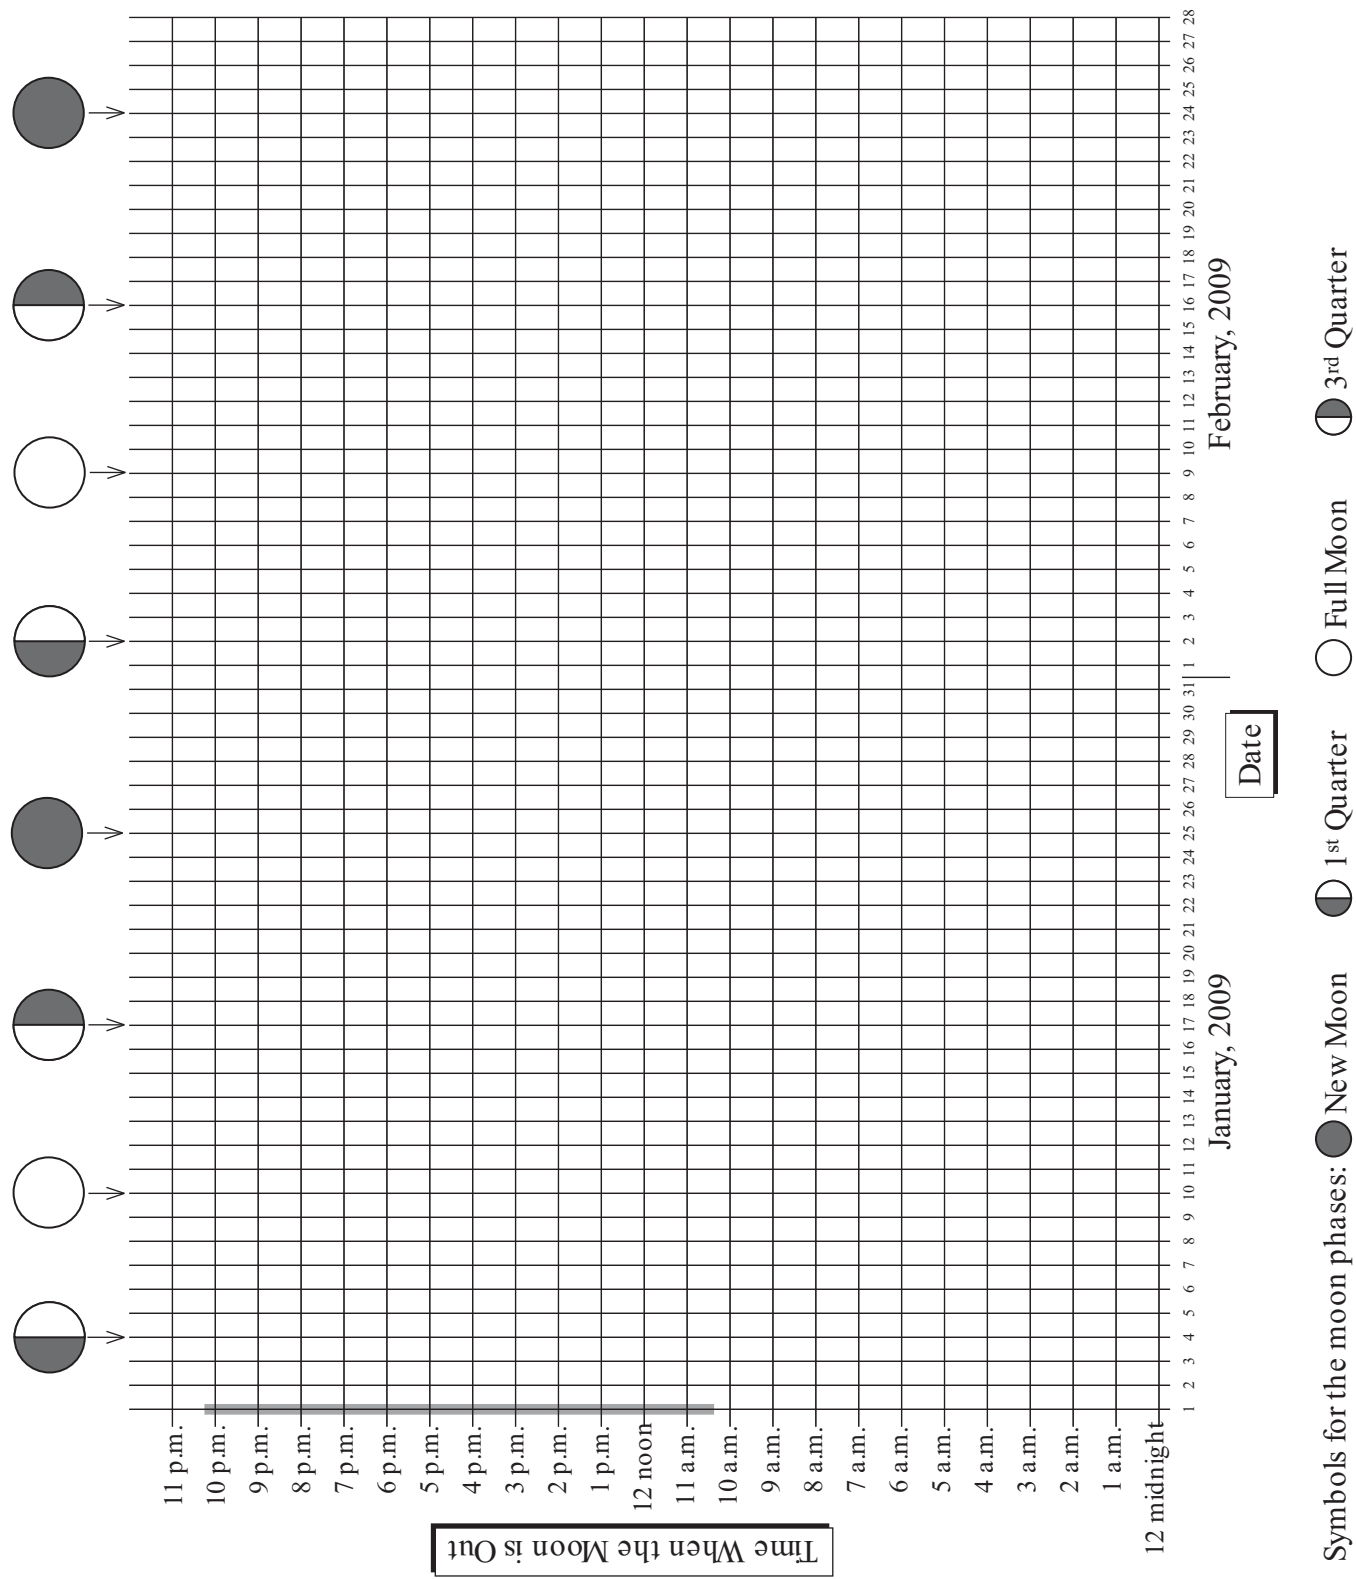 11 p.m.
10 p.m.
9 p.m.
8 p.m.
7 p.m.
6 p.m.
5 p.m.
4 p.m.
3 p.m.
2 p.m.
1 p.m.
12 noon
11 a.m.
10 a.m.
9 a.m.
8 a.m.
7 a.m.
6 a.m.
5 a.m.
4 a.m.
3 a.m.
2 a.m.
1 a.m.
12 midnight
Time When the Moon is Out
1 2 3 4 5 6 7 8 9 10 11 12 13 14 15 16 17 18 19 20 21 22 23 24 25 26 27 28 29 30 31 1 2 3 4 5 6 7 8 9 10 11 12 13 14 15 16 17 18 19 20 21 22 23 24 25 26 27 28
January, 2009 February, 2009
Date
Symbols for the moon phases: New Moon 1st Quarter Full Moon 3rd Quarter